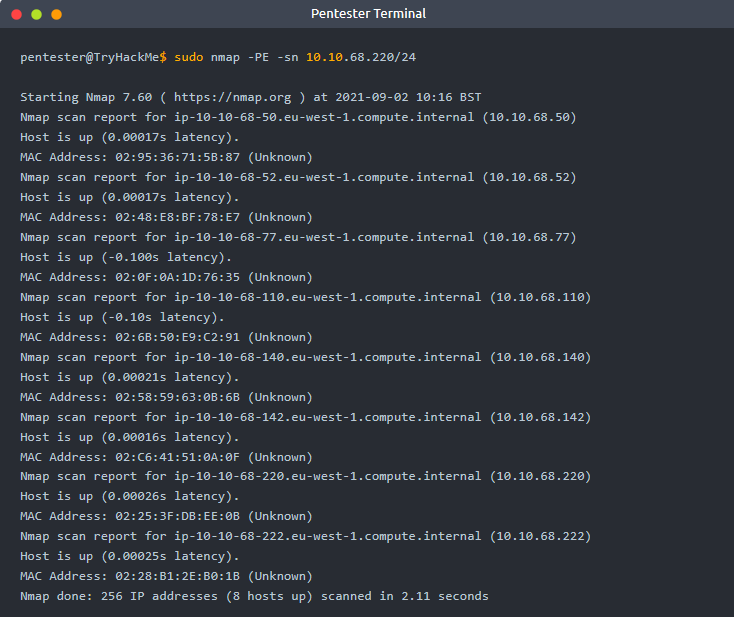 Pentester Terminal
pentester@TryHackMe$ sudo nmap -PE -sn 10.10.68.220/24
Starting Nmap 7.60 ( https://nmap.org ) at 2021-09-02 10:16 BST
Nmap scan report for ip-10-10-68-50.eu-west-1.compute.internal (10.10.68.50)
Host is up (0.00017s latency).
MAC Address: 02:95:36:71:5B:87 (Unknown)
Nmap scan report for ip-10-10-68-52.eu-west-1.compute.internal (10.10.68.52)
Host is up (0.00017s latency).
MAC Address: 02:48:E8:BF:78:E7 (Unknown)
Nmap scan report for ip-10-10-68-77.eu-west-1.compute.internal (10.10.68.77)
Host is up (-0.100s latency).
MAC Address: 02:0F:0A:1D:76:35 (Unknown)
Nmap scan report for ip-10-10-68-110.eu-west-1.compute.internal (10.10.68.110)
Host is up (-0.10s latency).
MAC Address: 02:6B:50:E9:C2:91 (Unknown)
Nmap scan report for ip-10-10-68-140.eu-west-1.compute.internal (10.10.68.140)
Host is up (0.00021s latency).
MAC Address: 02:58:59:63:0B:6B (Unknown)
Nmap scan report for ip-10-10-68-142.eu-west-1.compute.internal (10.10.68.142)
Host is up (0.00016s latency).
MAC Address: 02:C6:41:51:0A:0F (Unknown)
Nmap scan report for ip-10-10-68-220.eu-west-1.compute.internal (10.10.68.220)
Host is up (0.00026s latency).
MAC Address: 02:25:3F:DB:EE:0B (Unknown)
Nmap scan report for ip-10-10-68-222.eu-west-1.compute.internal (10.10.68.222)
Host is up (0.00025s latency).
MAC Address: 02:28:B1:2E:B0:1B (Unknown)
Nmap done: 256 IP addresses (8 hosts up) scanned in 2.11 seconds